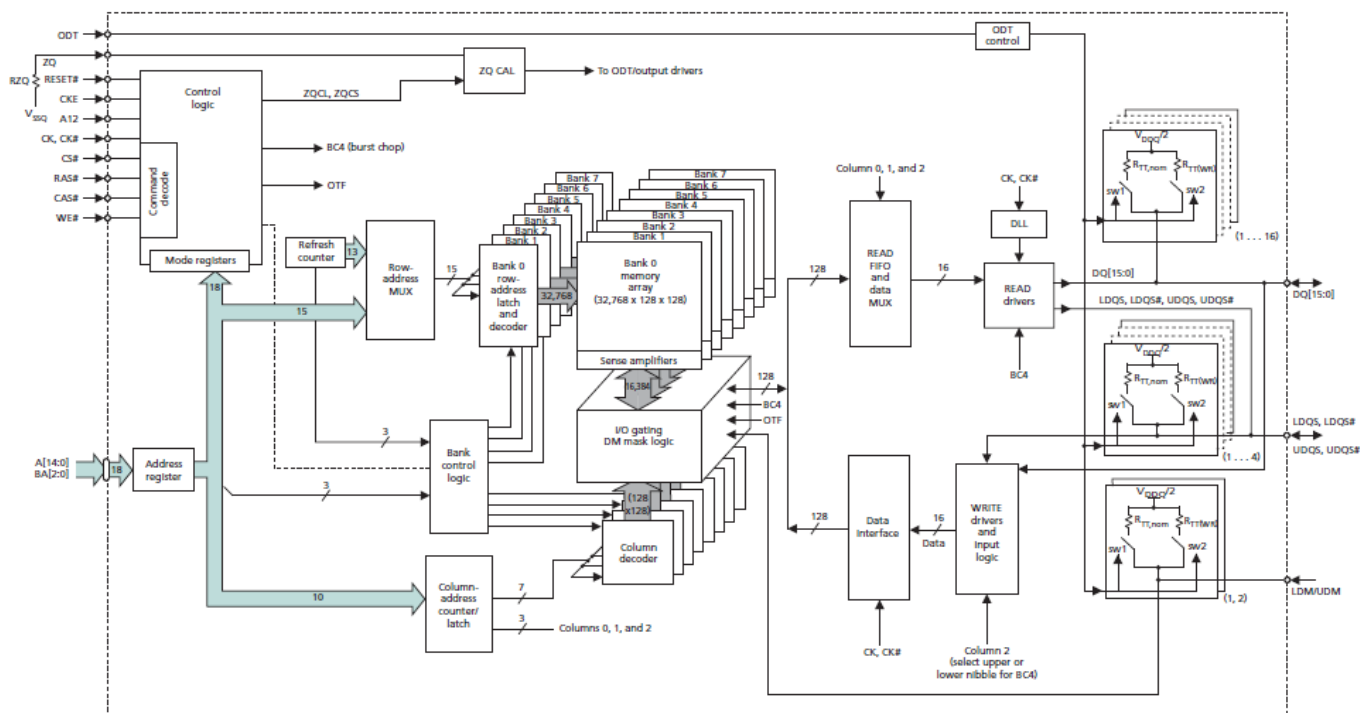 ODT
ODT
control
ZQ
RZQ
V_SSQ
RESET#
CKE
A12
CK, CK#
CS#
RAS#
CAS#
WE#
Control
logic
Command
decode
Mode registers
ZQ CAL
To ODT/output drivers
ZQCL, ZQCS
BC4 (burst chop)
OTF
Refresh
counter
13
Row-
address
MUX
15
18
15
Bank 7
Bank 6
Bank 5
Bank 4
Bank 3
Bank 2
Bank 1
Bank 0
row-
address
latch
and
decoder
32,768
Bank 7
Bank 6
Bank 5
Bank 4
Bank 3
Bank 2
Bank 1
Bank 0
memory
array
(32,768 x 128 x 128)
Sense amplifiers
16,384
I/O gating
DM mask logic
128
BC4
OTF
(128
x128)
Column
decoder
A[14:0]
BA[2:0]
18
Address
register
3
3
Bank
control
logic
10
Column-
address
counter/
latch
7
3
Columns 0, 1, and 2
Column 0, 1, and 2
128
READ
FIFO
and
data
MUX
16
CK, CK#
DLL
READ
drivers
BC4
DQ[15:0]
LDQS, LDQS#, UDQS, UDQS#
128
Data
interface
CK, CK#
16
Data
WRITE
drivers
and
input
logic
Column 2
(select upper or
lower nibble for BC4)
V_DDQ/2
R_TT,nom
R_TT(WR)
sw1
sw2
(1 . . . 16)
DQ[15:0]
V_DDQ/2
R_TT,nom
R_TT(WR)
sw1
sw2
(1 . . . 4)
LDQS, LDQS#
UDQS, UDQS#
V_DDQ/2
R_TT,nom
R_TT(WR)
sw1
sw2
(1, 2)
LDM/UDM